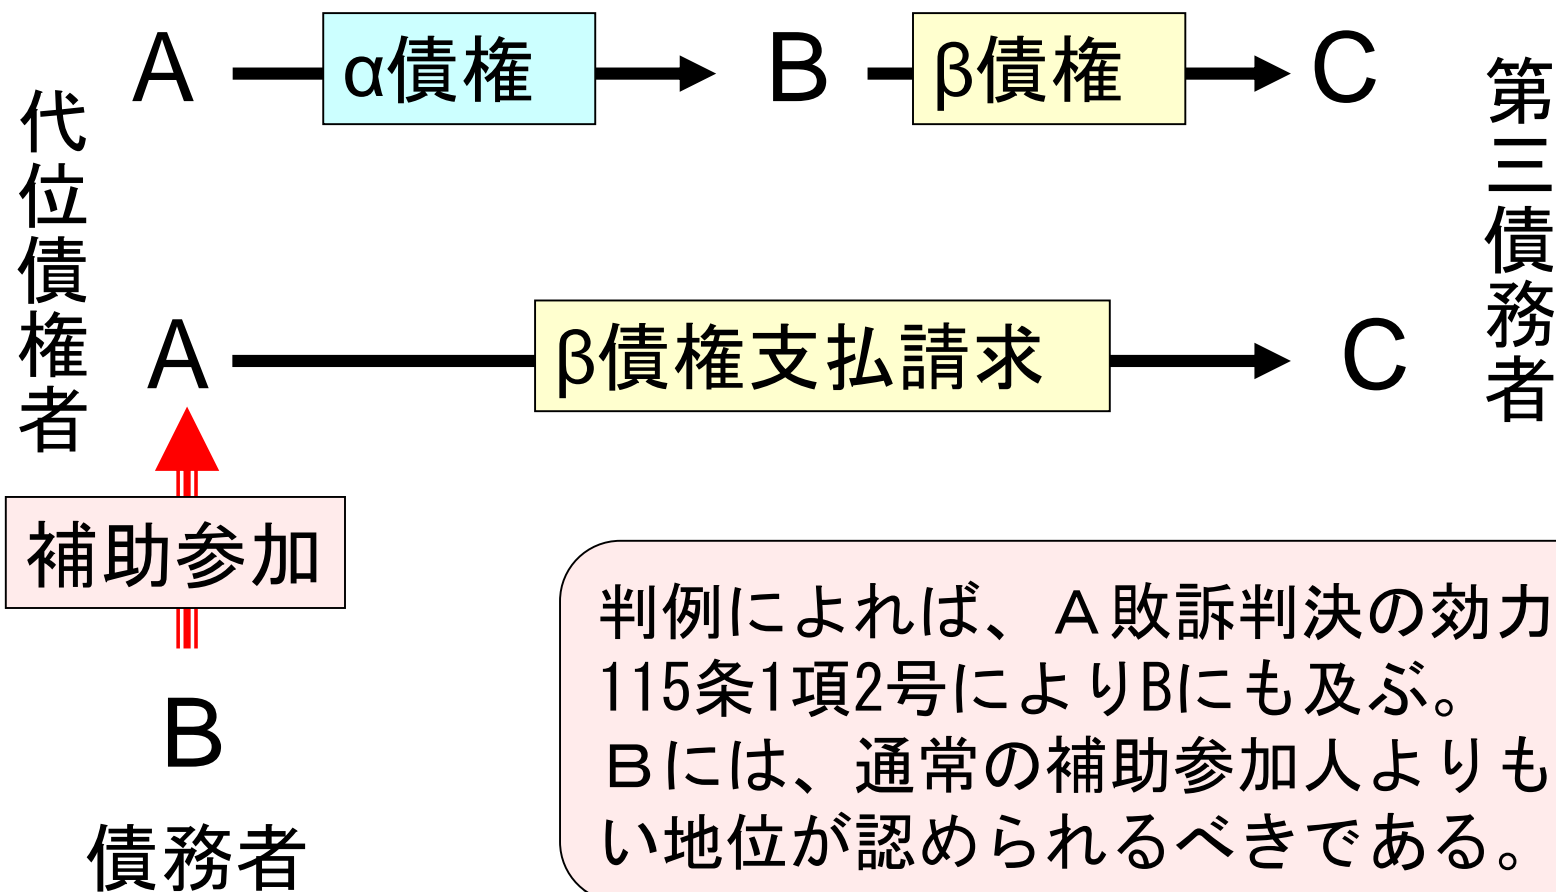 A α債権 B β債権 C
代位債権者
第三債務者
A β債権支払請求 C
補助参加
B
債務者
判例によれば、Ａ敗訴判決の効力
115条1項2号によりBにも及ぶ。
Ｂには、通常の補助参加人よりも
い地位が認められるべきである。